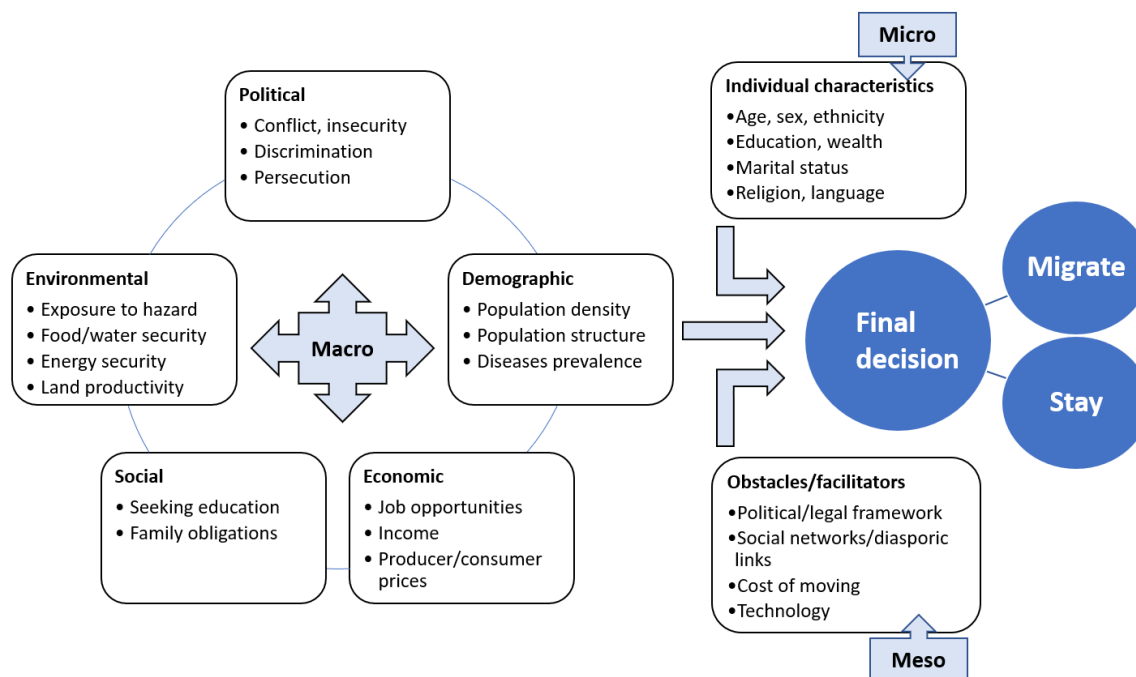 Political
• Conflict, insecurity
• Discrimination
• Persecution
Environmental
• Exposure to hazard
• Food/water security
• Energy security
• Land productivity
Macro
Demographic
• Population density
• Population structure
• Diseases prevalence
Social
• Seeking education
• Family obligations
Economic
• Job opportunities
• Income
• Producer/consumer
prices
Micro
Individual characteristics
•Age, sex, ethnicity
•Education, wealth
•Marital status
•Religion, language
Final
decision
Migrate
Stay
Obstacles/facilitators
•Political/legal framework
•Social networks/diasporic
links
•Cost of moving
•Technology
Meso